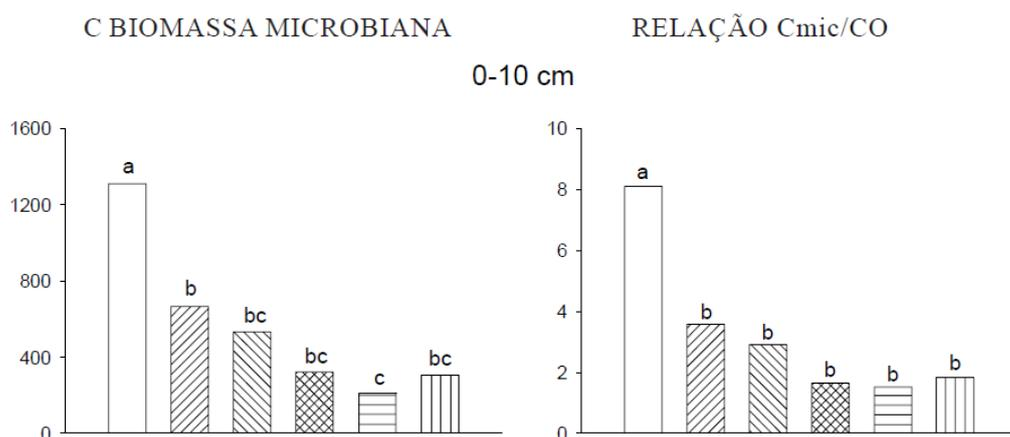 C BIOMASSA MICROBIANA
RELAÇÃO Cmic/CO
0-10 cm
1600
1200
800
400
0
a
b
bc
bc
c
bc
10
8
6
4
2
0
a
b
b
b
b
b